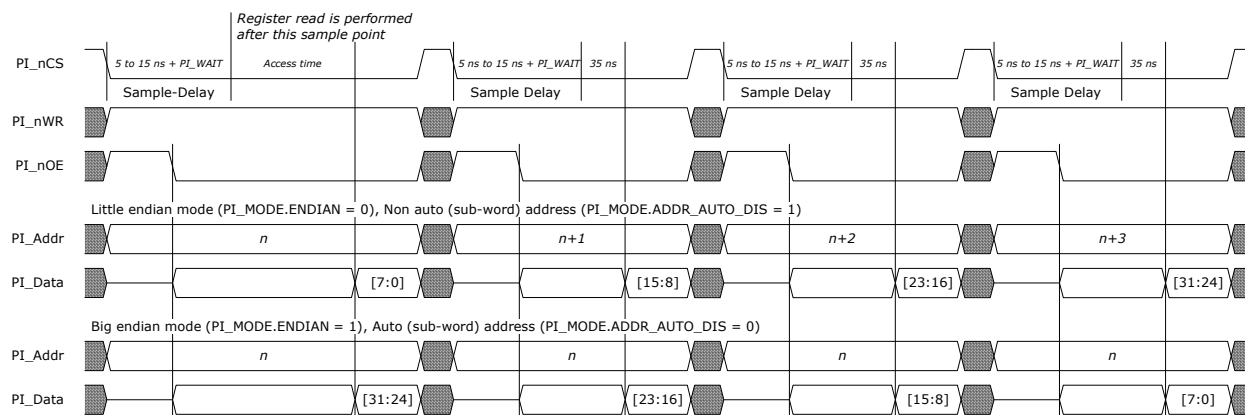 Register read is performed
after this sample point
PI_nCS 5 to 15 ns + PI_WAIT Access time 5 ns to 15 ns + PI_WAIT 35 ns 5 ns to 15 ns + PI_WAIT 35 ns 5 ns to 15 ns + PI_WAIT 35 ns
Sample-Delay Sample Delay Sample Delay Sample Delay
PI_nWR
PI_nOE
Little endian mode (PI_MODE.ENDIAN = 0), Non auto (sub-word) address (PI_MODE.ADDR_AUTO_DIS = 1)
PI_Addr n n+1 n+2 n+3
PI_Data [7:0] [15:8] [23:16] [31:24]
Big endian mode (PI_MODE.ENDIAN = 1), Auto (sub-word) address (PI_MODE.ADDR_AUTO_DIS = 0)
PI_Addr n n n n
PI_Data [31:24] [23:16] [15:8] [7:0]